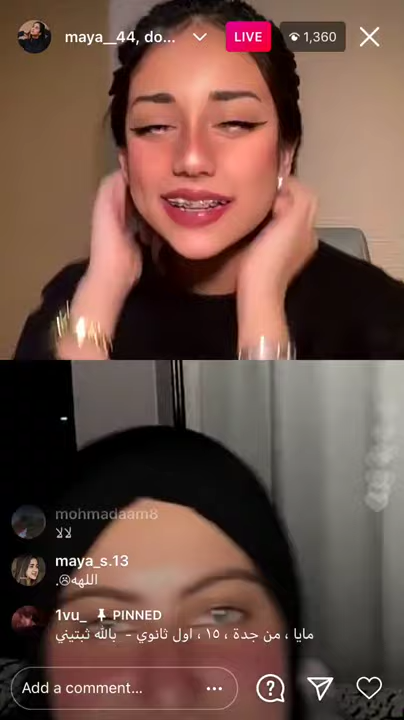 maya__44, do...
LIVE
1,360
mohmadaam8
لالا
maya_s.13
اللهه☹.
1vu_ PINNED
مايا ، من جدة ، ١٥ ، اول ثانوي - بالله ثبتيني
Add a comment...